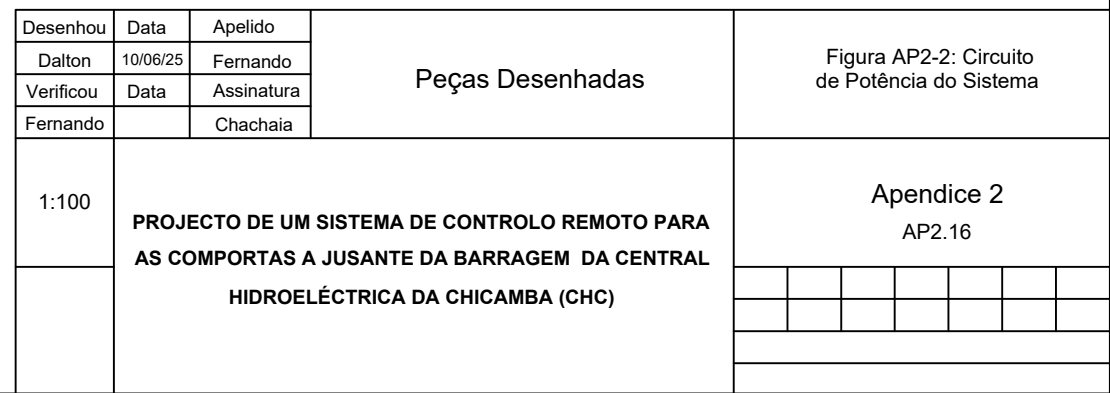 Desenhou Data Apelido
Dalton 10/06/25 Fernando
Verificou Data Assinatura
Fernando Chachaia
Peças Desenhadas
Figura AP2-2: Circuito
de Potência do Sistema
1:100
PROJECTO DE UM SISTEMA DE CONTROLO REMOTO PARA
AS COMPORTAS A JUSANTE DA BARRAGEM DA CENTRAL
HIDROELÉCTRICA DA CHICAMBA (CHC)
Apendice 2
AP2.16